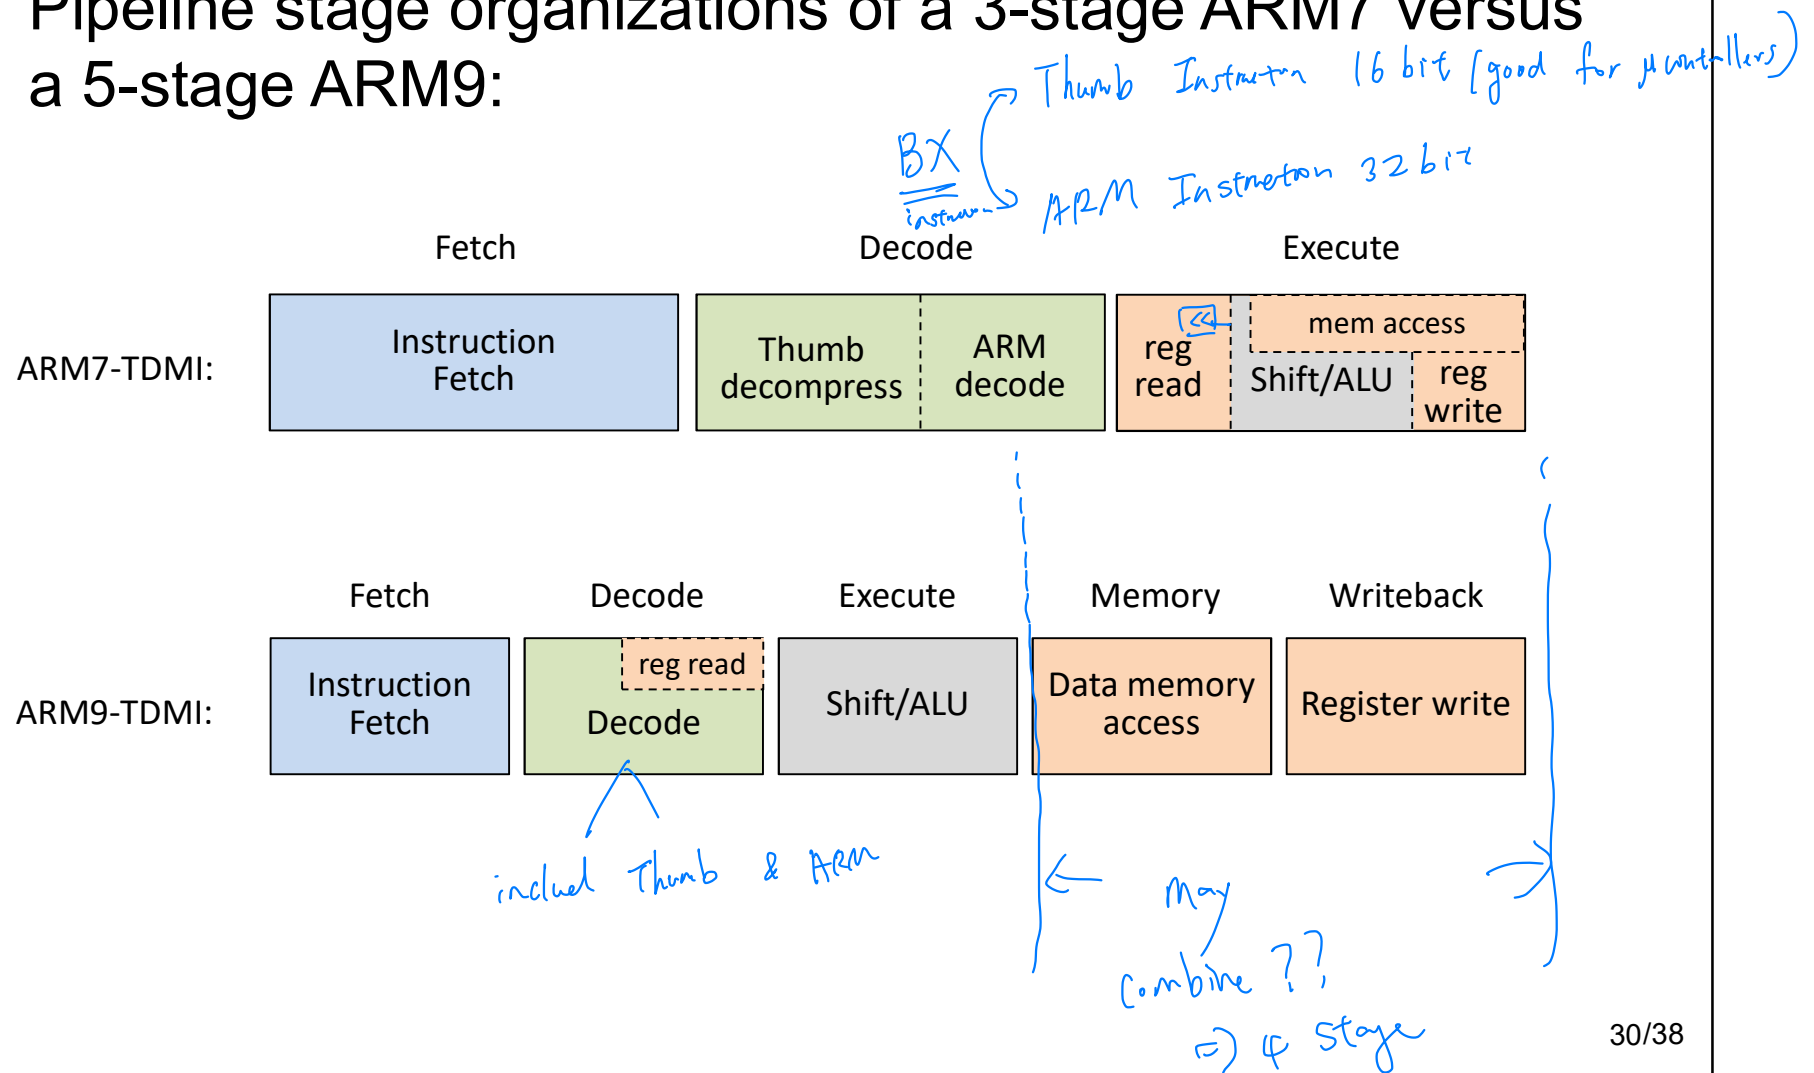 Pipeline stage organizations of a 3-stage ARM7 versus
a 5-stage ARM9:
Thumb Instruction 16 bit (good for μcontrollers)
BX
instruction
ARM Instruction 32 bit
Fetch Decode Execute
ARM7-TDMI:
Instruction
Fetch
Thumb
decompress
ARM
decode
reg
read
<<
mem access
Shift/ALU
reg
write
Fetch Decode Execute Memory Writeback
ARM9-TDMI:
Instruction
Fetch
reg read
Decode
Shift/ALU
Data memory
access
Register write
includ Thumb & ARM
May
combine ??
=> 4 stage
30/38